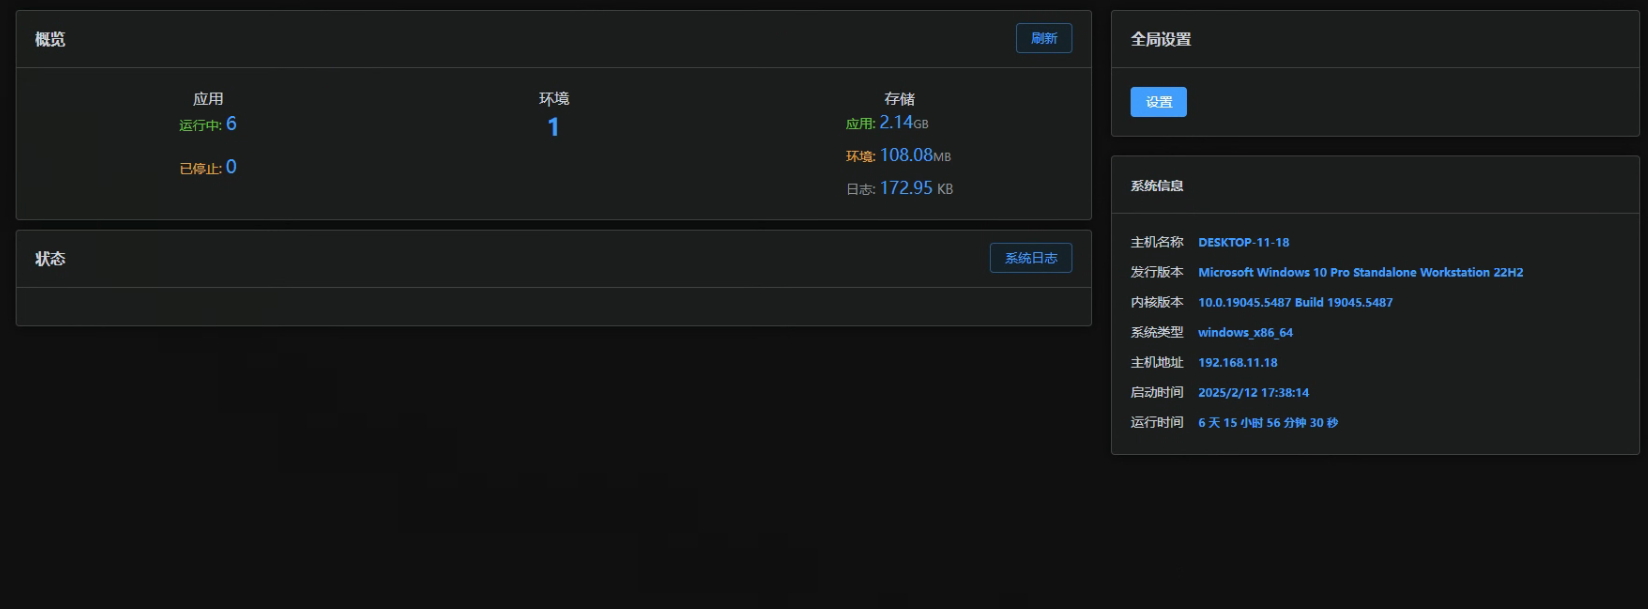 概览
刷新
应用
运行中: 6
已停止: 0
环境
1
存储
应用: 2.14GB
环境: 108.08MB
日志: 172.95 KB
状态
系统日志
全局设置
设置
系统信息
主机名称 DESKTOP-11-18
发行版本 Microsoft Windows 10 Pro Standalone Workstation 22H2
内核版本 10.0.19045.5487 Build 19045.5487
系统类型 windows_x86_64
主机地址 192.168.11.18
启动时间 2025/2/12 17:38:14
运行时间 6 天 15 小时 56 分钟 30 秒